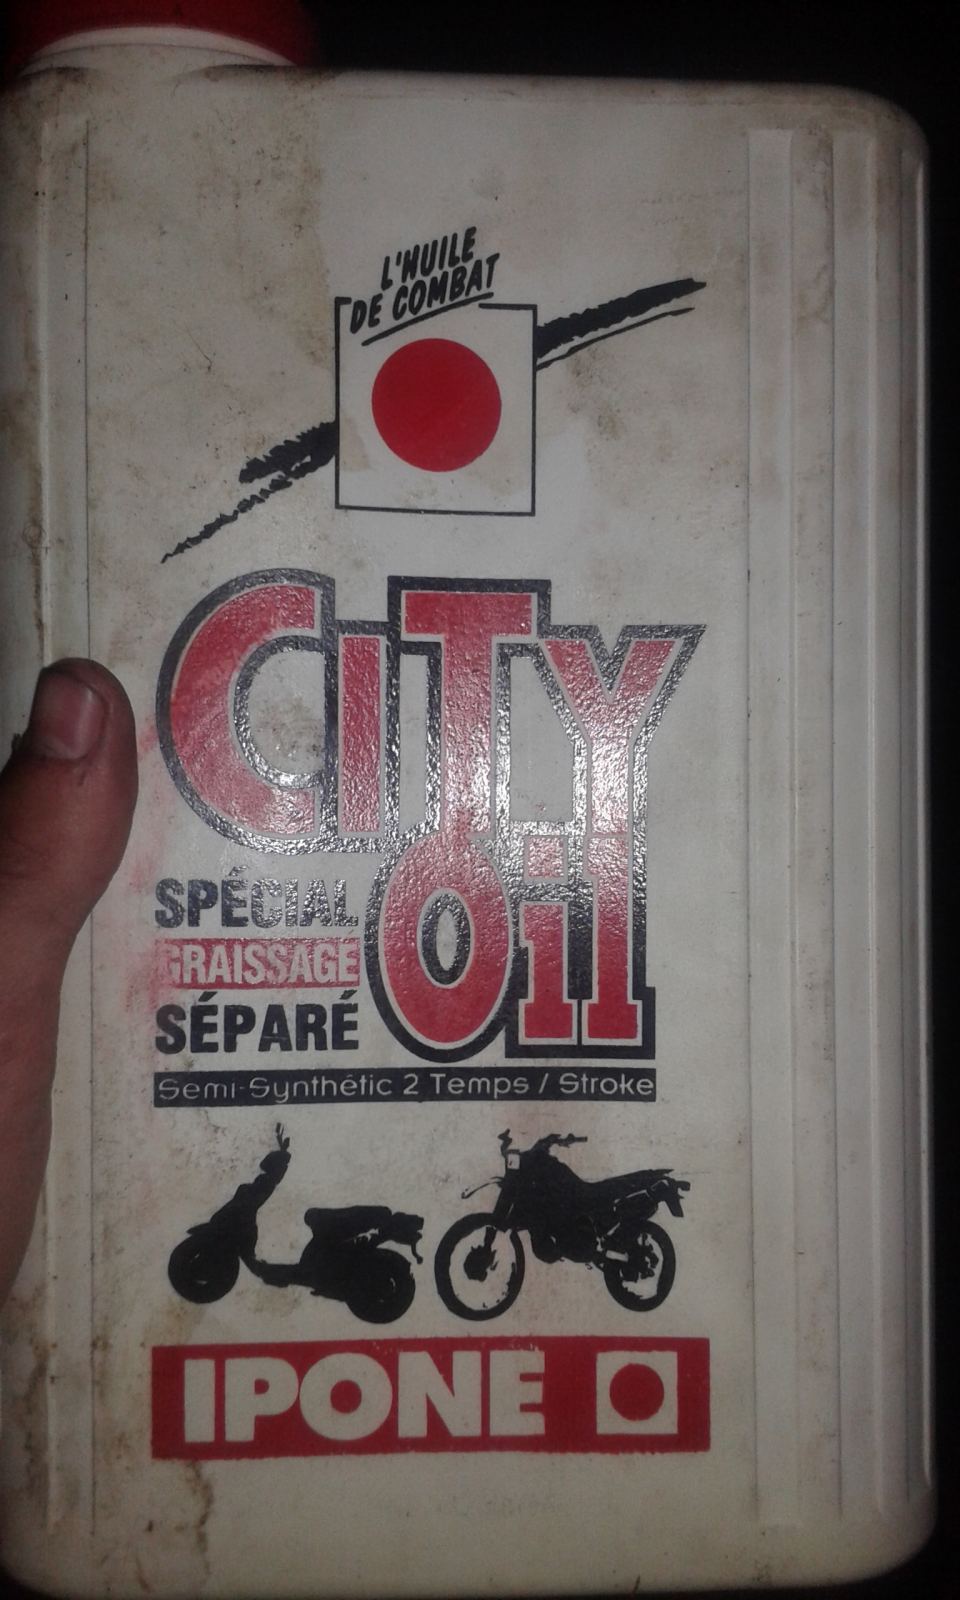 L'HUILE
DE COMBAT
CiTY
Oil
SPÉCIAL
GRAISSAGE
SÉPARÉ
Semi-Synthétic 2 Temps / Stroke
IPONE